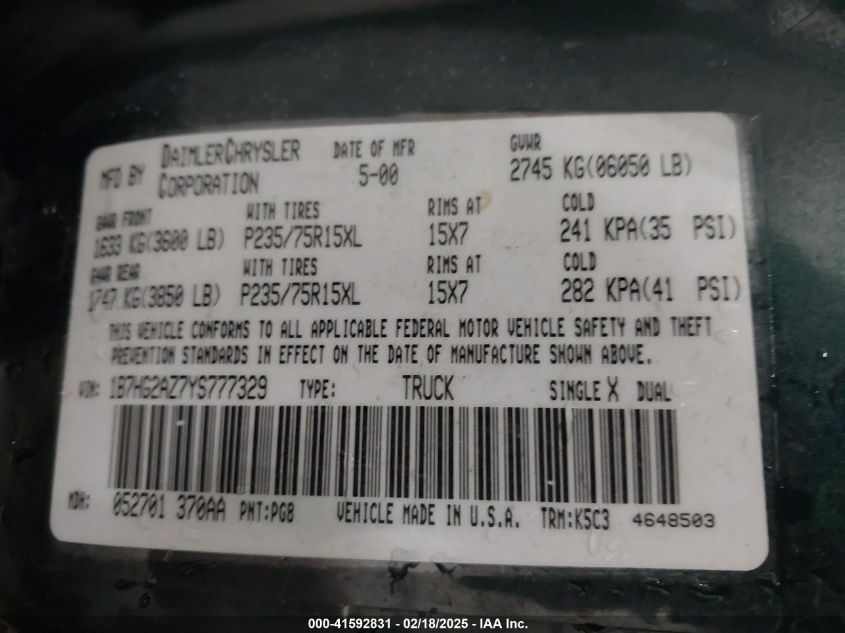 MFD BY DAIMLERCHRYSLER CORPORATION DATE OF MFR 5-00 GVWR 2745 KG(06050 LB)
GAWR FRONT WITH TIRES RIMS AT COLD
1633 KG(3600 LB) P235/75R15XL 15X7 241 KPA(35 PSI)
GAWR REAR WITH TIRES RIMS AT COLD
1747 KG(3850 LB) P235/75R15XL 15X7 282 KPA(41 PSI)
THIS VEHICLE CONFORMS TO ALL APPLICABLE FEDERAL MOTOR VEHICLE SAFETY AND THEFT
PREVENTION STANDARDS IN EFFECT ON THE DATE OF MANUFACTURE SHOWN ABOVE.
VIN: 1B7HG2AZ7YS777329 TYPE: TRUCK SINGLE X DUAL
MDH: 052701 370AA PNT:PG8 VEHICLE MADE IN U.S.A. TRM:K5C3 4648503
000-41592831 - 02/18/2025 - IAA Inc.